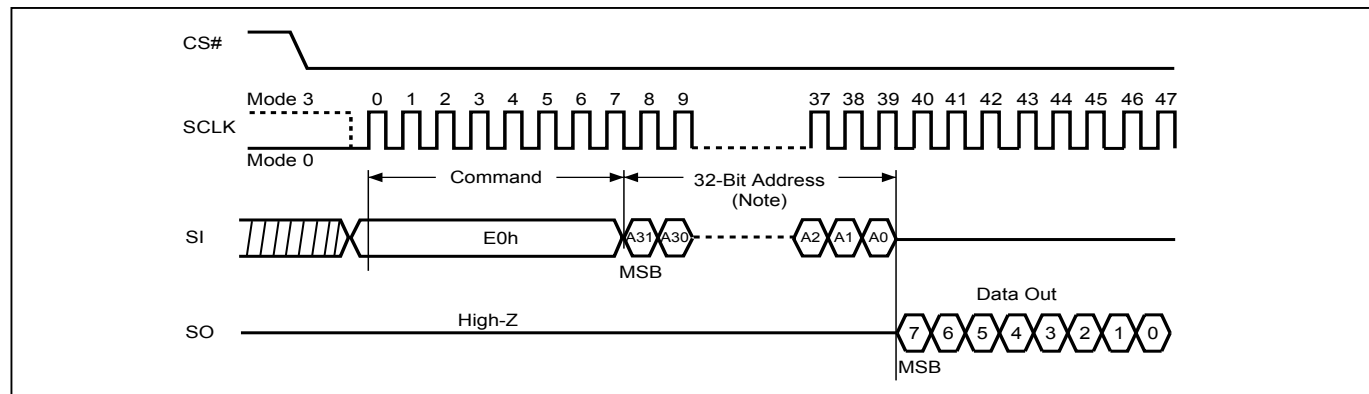 CS#
Mode 3 0 1 2 3 4 5 6 7 8 9 37 38 39 40 41 42 43 44 45 46 47
SCLK
Mode 0
Command 32-Bit Address
(Note)
SI E0h A31 A30 A2 A1 A0
MSB
Data Out
High-Z
SO 7 6 5 4 3 2 1 0
MSB